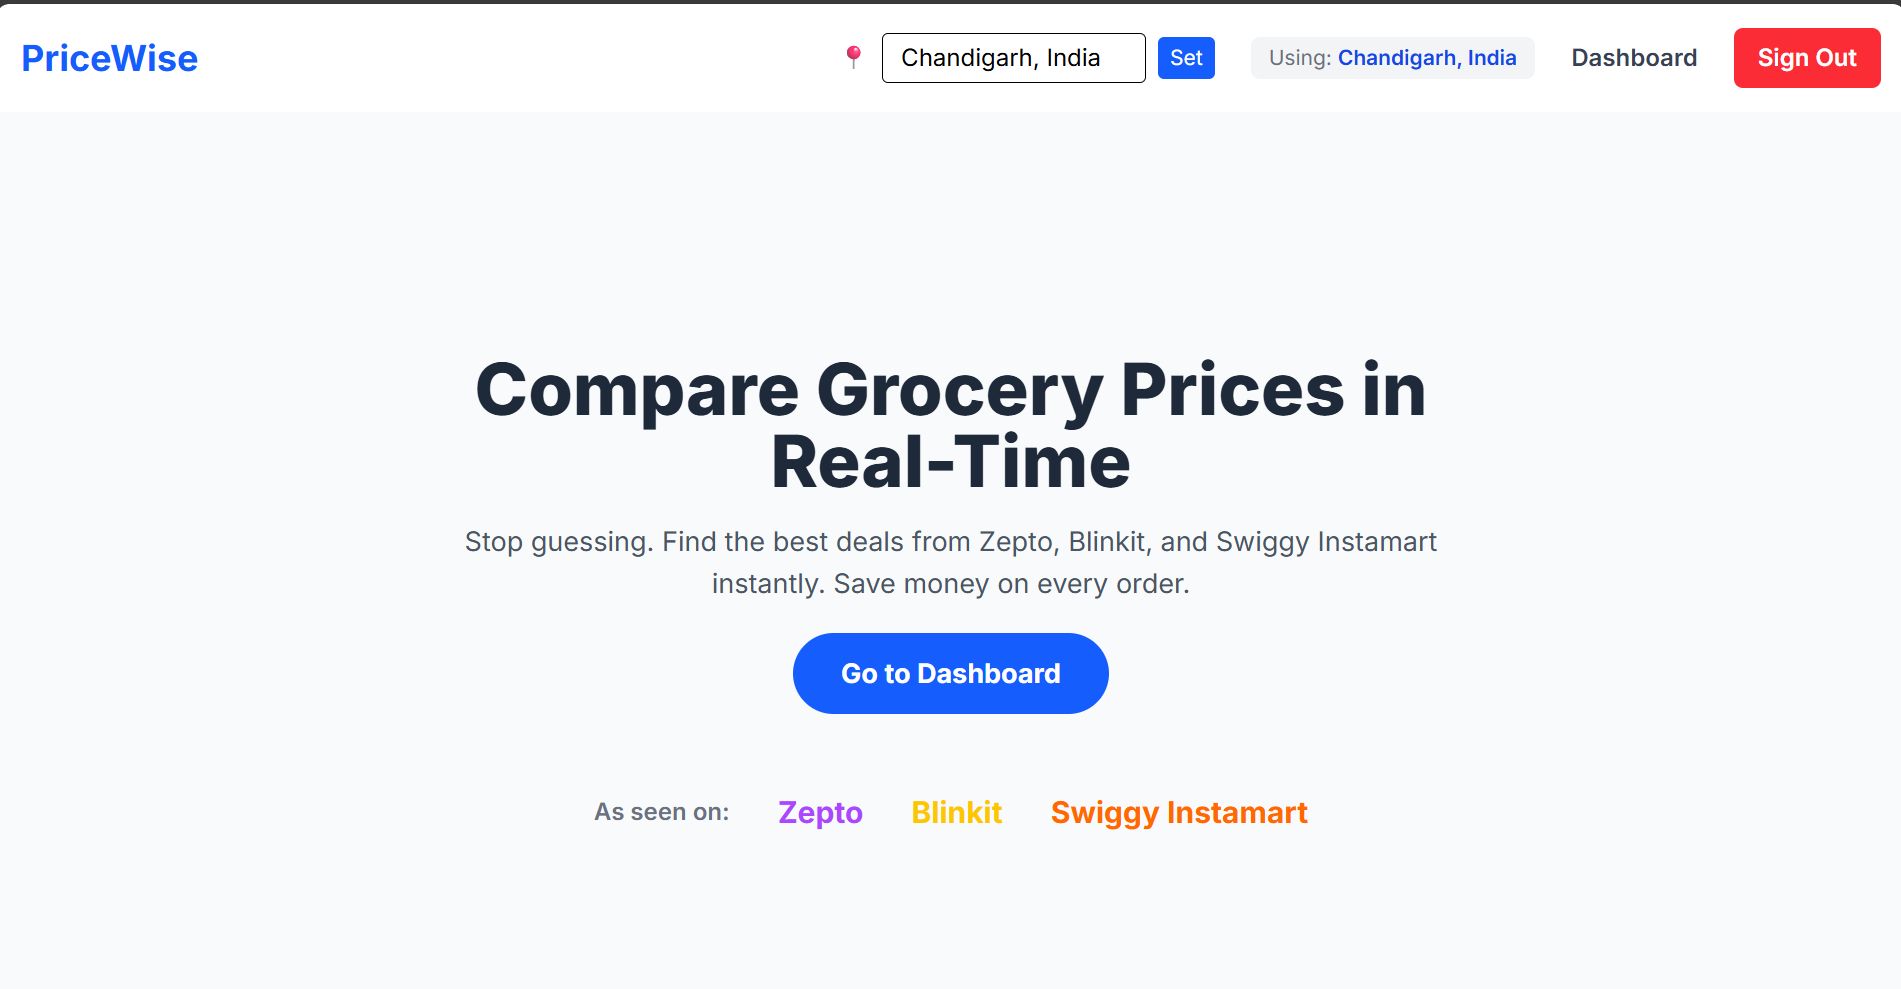 PriceWise
Chandigarh, India
Set
Using: Chandigarh, India
Dashboard
Sign Out
Compare Grocery Prices in
Real-Time
Stop guessing. Find the best deals from Zepto, Blinkit, and Swiggy Instamart
instantly. Save money on every order.
Go to Dashboard
As seen on: Zepto Blinkit Swiggy Instamart